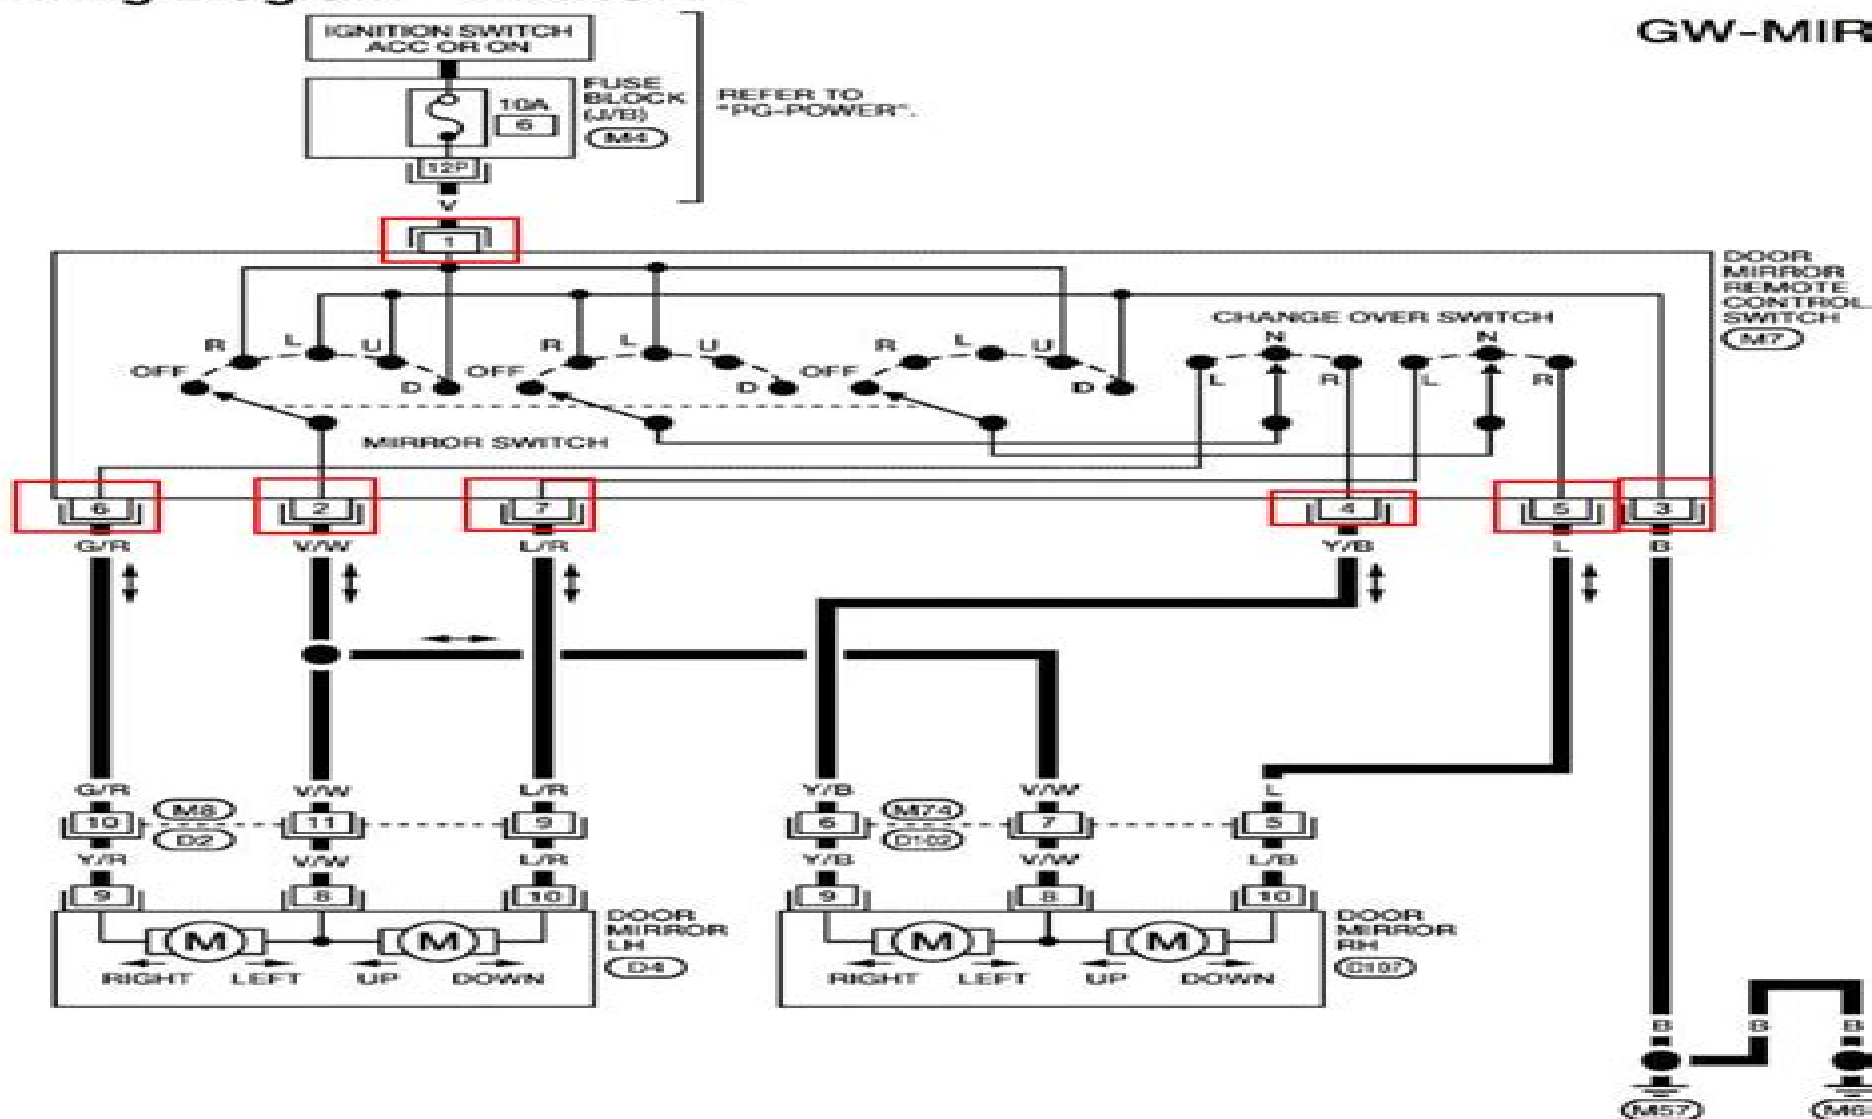 GW-MIR
IGNITION SWITCH
ACC OR ON
FUSE
BLOCK
(J/B)
M4
10A
6
REFER TO
"PG-POWER".
12P
V
1
DOOR
MIRROR
REMOTE
CONTROL
SWITCH
M7
CHANGE OVER SWITCH
OFF R L U D
OFF R L U D
OFF R L U D
L N R
L N R
MIRROR SWITCH
6 2 7 4 5 3
G/R V/W L/R Y/B L B
G/R V/W L/R Y/B V/W L
M8 M74
10 11 9 6 7 5
D2 D102
Y/R V/W L/R Y/B V/W L/B
9 8 10 9 8 10
DOOR
MIRROR
LH
D4
M M
RIGHT LEFT UP DOWN
DOOR
MIRROR
RH
D107
M M
RIGHT LEFT UP DOWN
B B B
M57